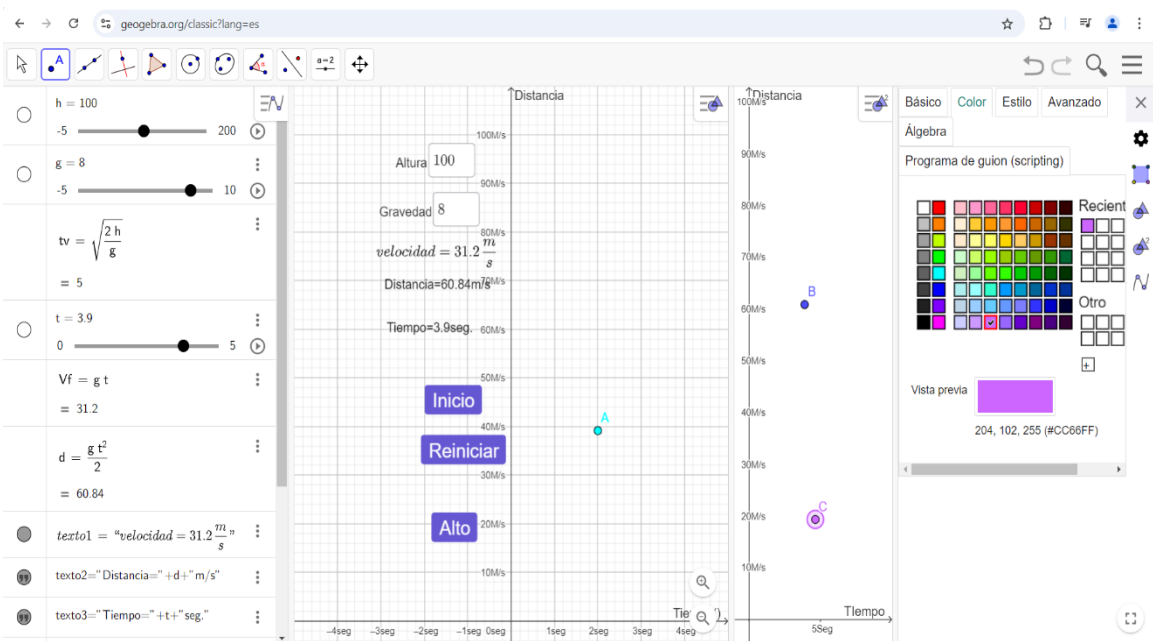 geogebra.org/classic?lang=es
A
a=2
h = 100
-5
200
g = 8
-5
10
tv = √(2 h / g)
= 5
t = 3.9
0
5
Vf = g t
= 31.2
d = g t² / 2
= 60.84
texto1 = “velocidad = 31.2 m/s”
texto2="Distancia="+d+"m/s"
texto3="Tiempo="+t+"seg."
Distancia
100M/s
90M/s
80M/s
70M/s
60M/s
50M/s
40M/s
30M/s
20M/s
10M/s
Altura 100
Gravedad 8
velocidad = 31.2 m/s
Distancia=60.84m/s
Tiempo=3.9seg.
Inicio
Reiniciar
Alto
A
-4seg -3seg -2seg -1seg 0seg 1seg 2seg 3seg 4seg
Distancia
100M/s
90M/s
80M/s
70M/s
60M/s
50M/s
40M/s
30M/s
20M/s
10M/s
B
C
TIempo
5Seg
Básico Color Estilo Avanzado
Álgebra
Programa de guion (scripting)
Recient
Otro
+
Vista previa
204, 102, 255 (#CC66FF)